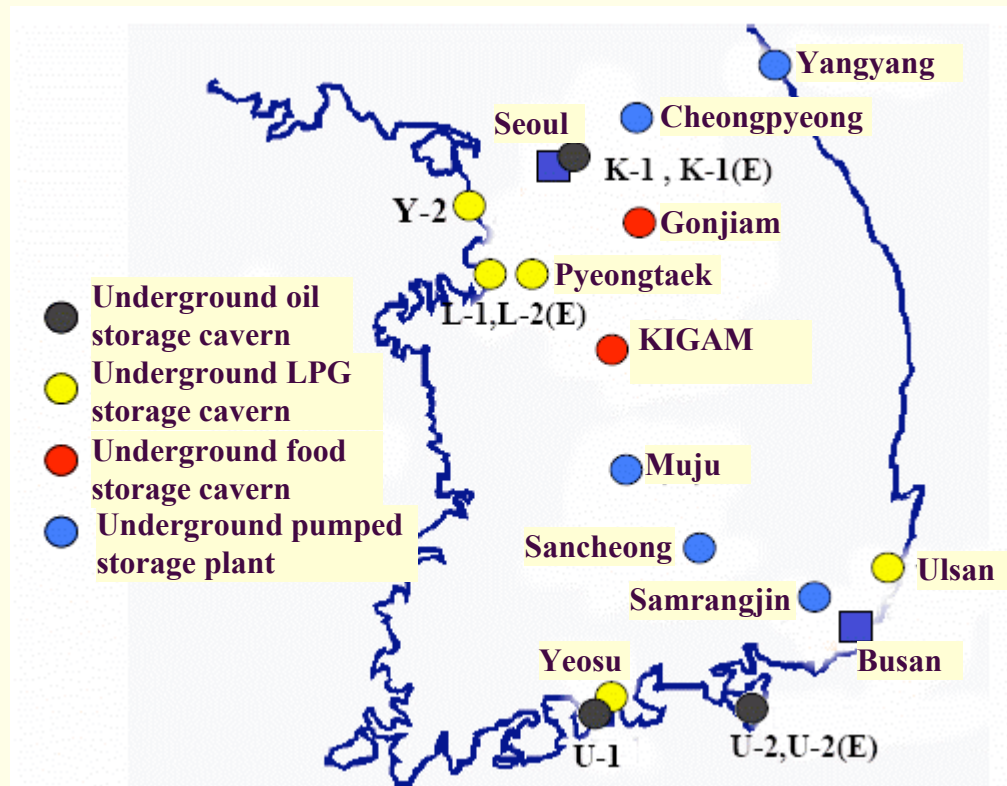 Yangyang
Cheongpyeong
Seoul
K-1 , K-1(E)
Y-2
Gonjiam
Pyeongtaek
L-1,L-2(E)
KIGAM
Underground oil
storage cavern
Underground LPG
storage cavern
Underground food
storage cavern
Underground pumped
storage plant
Muju
Sancheong
Ulsan
Samrangjin
Busan
Yeosu
U-1
U-2,U-2(E)